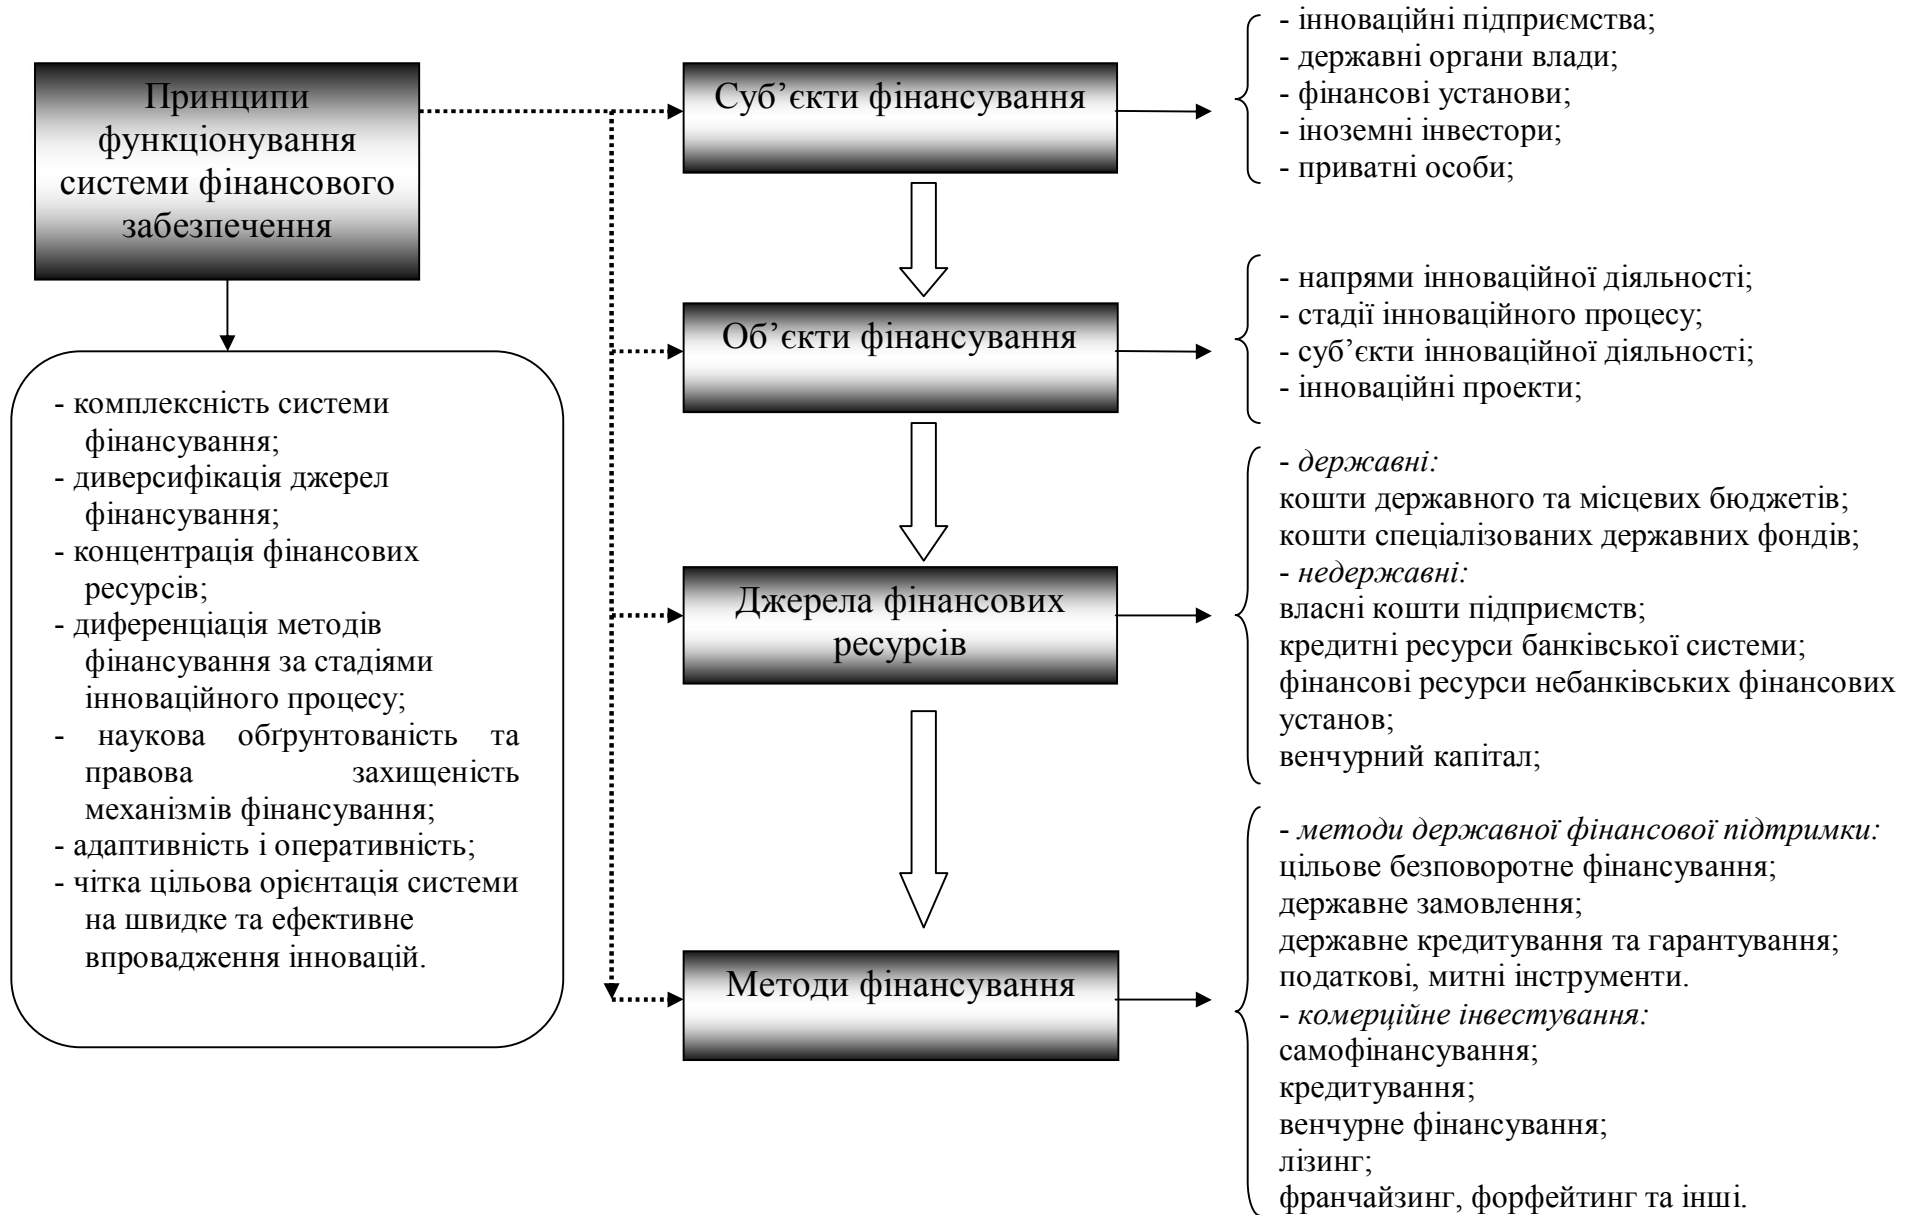 Принципи
функціонування
системи фінансового
забезпечення
- комплексність системи
фінансування;
- диверсифікація джерел
фінансування;
- концентрація фінансових
ресурсів;
- диференціація методів
фінансування за стадіями
інноваційного процесу;
- наукова обґрунтованість та
правова захищеність
механізмів фінансування;
- адаптивність і оперативність;
- чітка цільова орієнтація системи
на швидке та ефективне
впровадження інновацій.
Суб’єкти фінансування
- інноваційні підприємства;
- державні органи влади;
- фінансові установи;
- іноземні інвестори;
- приватні особи;
Об’єкти фінансування
- напрями інноваційної діяльності;
- стадії інноваційного процесу;
- суб’єкти інноваційної діяльності;
- інноваційні проекти;
Джерела фінансових
ресурсів
- державні:
кошти державного та місцевих бюджетів;
кошти спеціалізованих державних фондів;
- недержавні:
власні кошти підприємств;
кредитні ресурси банківської системи;
фінансові ресурси небанківських фінансових
установ;
венчурний капітал;
Методи фінансування
- методи державної фінансової підтримки:
цільове безповоротне фінансування;
державне замовлення;
державне кредитування та гарантування;
податкові, митні інструменти.
- комерційне інвестування:
самофінансування;
кредитування;
венчурне фінансування;
лізинг;
франчайзинг, форфейтинг та інші.